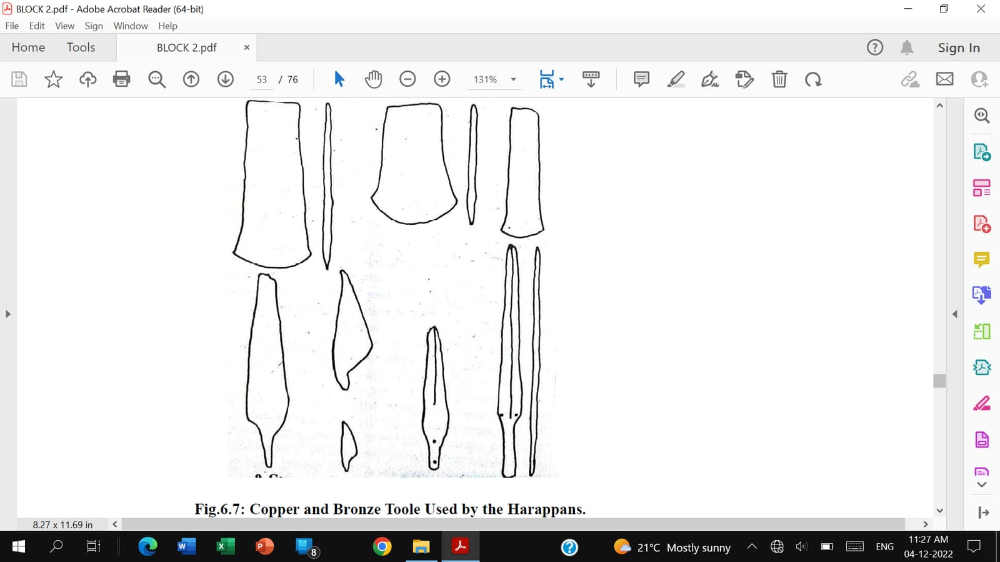 BLOCK 2.pdf - Adobe Acrobat Reader (64-bit)
File Edit View Sign Window Help
Home Tools BLOCK 2.pdf × Sign In
53 / 76 131%
Fig.6.7: Copper and Bronze Toole Used by the Harappans.
8.27 x 11.69 in
8 21°C Mostly sunny ENG 11:27 AM
04-12-2022